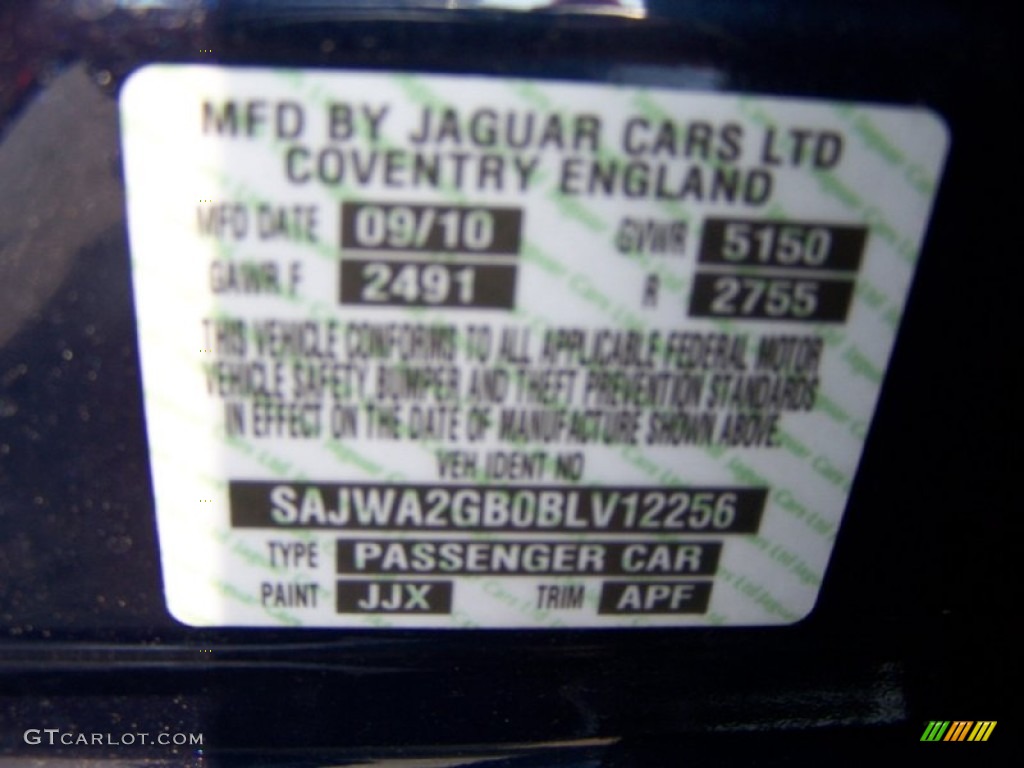 MFD BY JAGUAR CARS LTD
COVENTRY ENGLAND
MFD DATE 09/10 GVWR 5150
GAWR F 2491 R 2755
THIS VEHICLE CONFORMS TO ALL APPLICABLE FEDERAL MOTOR
VEHICLE SAFETY, BUMPER, AND THEFT PREVENTION STANDARDS
IN EFFECT ON THE DATE OF MANUFACTURE SHOWN ABOVE.
VEH IDENT NO
SAJWA2GB0BLV12256
TYPE PASSENGER CAR
PAINT JJX TRIM APF
GTCARLOT.COM